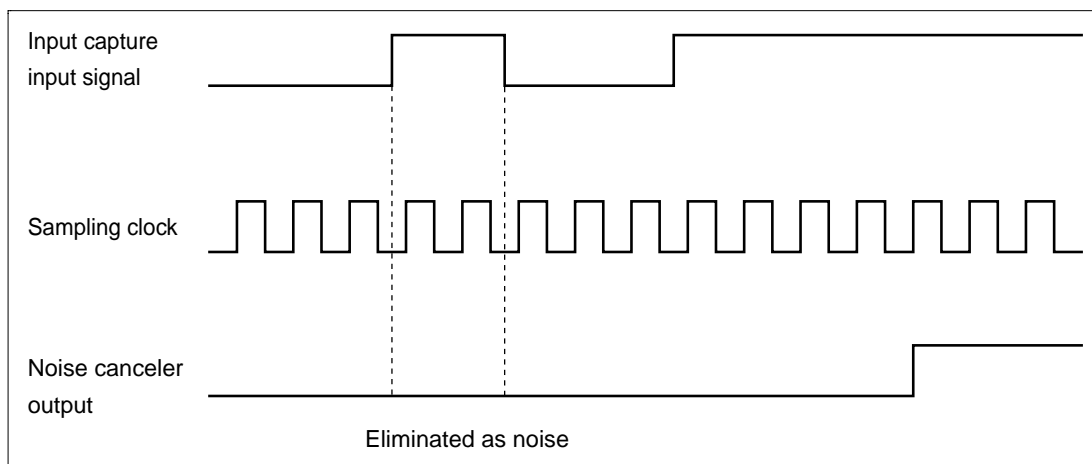 Input capture
input signal
Sampling clock
Noise canceler
output
Eliminated as noise